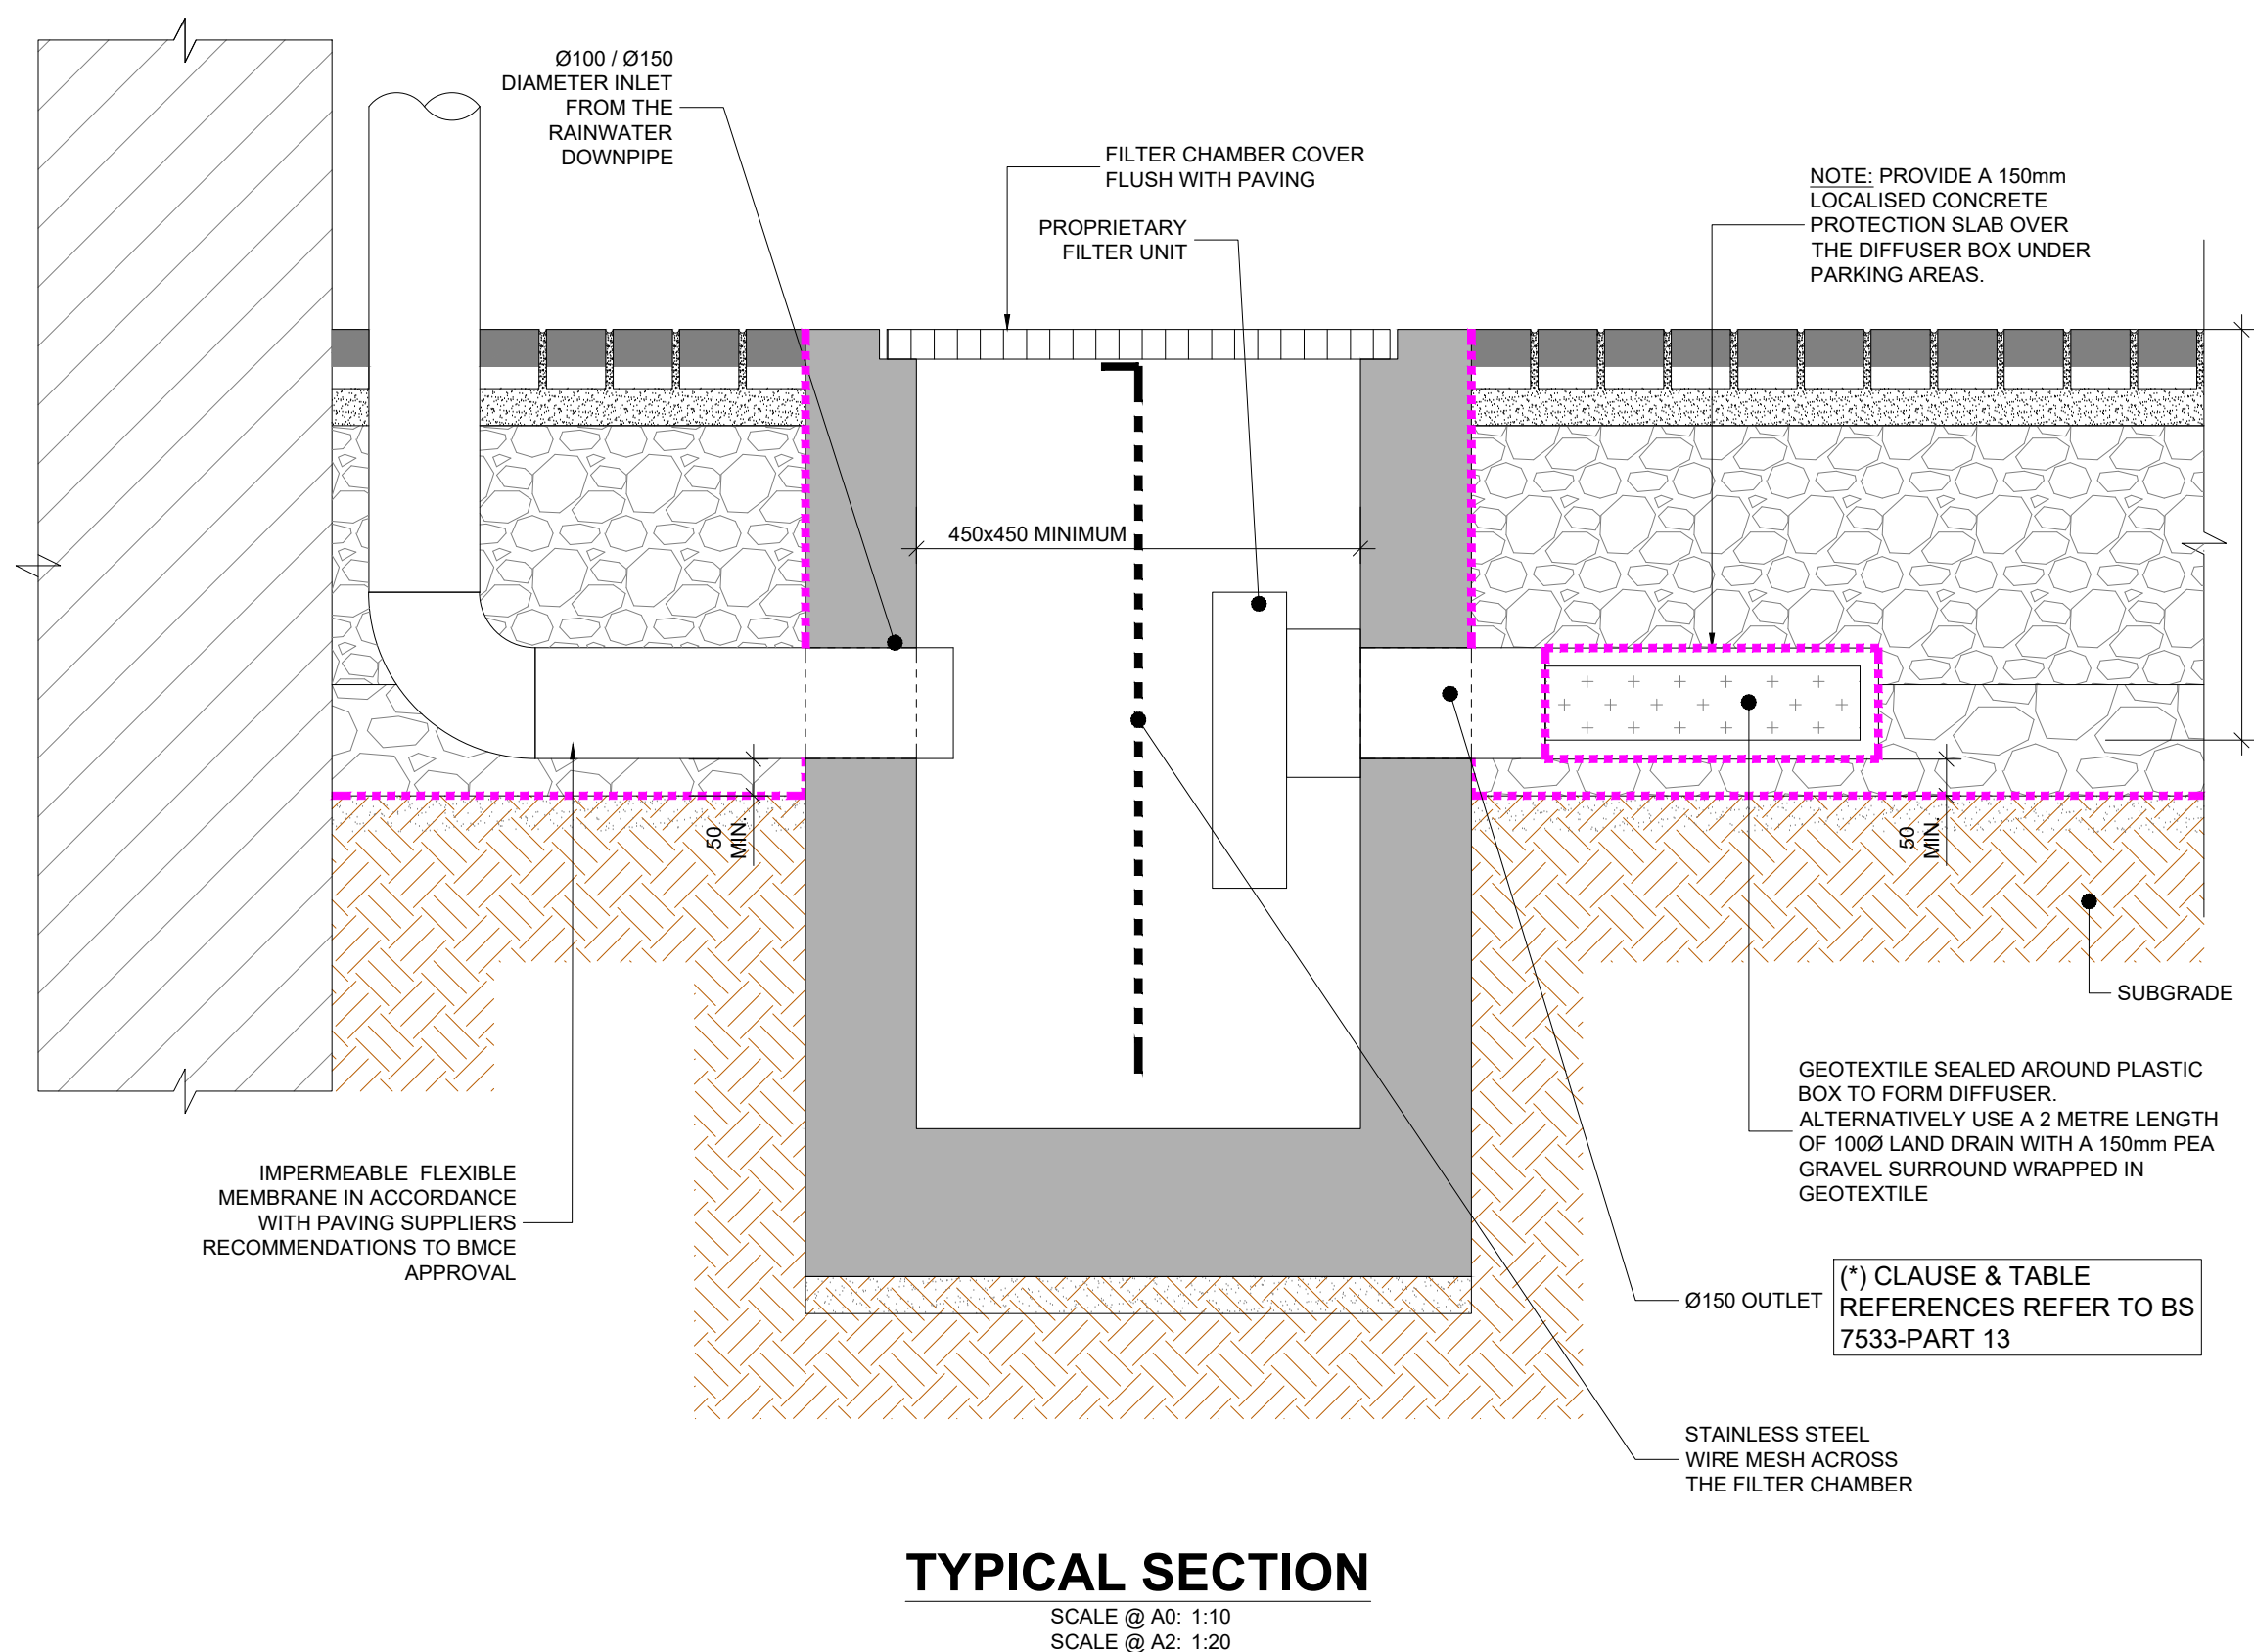 Ø100 / Ø150
DIAMETER INLET
FROM THE
RAINWATER
DOWNPIPE
FILTER CHAMBER COVER
FLUSH WITH PAVING
PROPRIETARY
FILTER UNIT
NOTE: PROVIDE A 150mm
LOCALISED CONCRETE
PROTECTION SLAB OVER
THE DIFFUSER BOX UNDER
PARKING AREAS.
450x450 MINIMUM
50
MIN.
50
MIN.
SUBGRADE
GEOTEXTILE SEALED AROUND PLASTIC
BOX TO FORM DIFFUSER.
ALTERNATIVELY USE A 2 METRE LENGTH
OF 100Ø LAND DRAIN WITH A 150mm PEA
GRAVEL SURROUND WRAPPED IN
GEOTEXTILE
IMPERMEABLE FLEXIBLE
MEMBRANE IN ACCORDANCE
WITH PAVING SUPPLIERS
RECOMMENDATIONS TO BMCE
APPROVAL
Ø150 OUTLET
(*) CLAUSE & TABLE
REFERENCES REFER TO BS
7533-PART 13
STAINLESS STEEL
WIRE MESH ACROSS
THE FILTER CHAMBER
TYPICAL SECTION
SCALE @ A0: 1:10
SCALE @ A2: 1:20